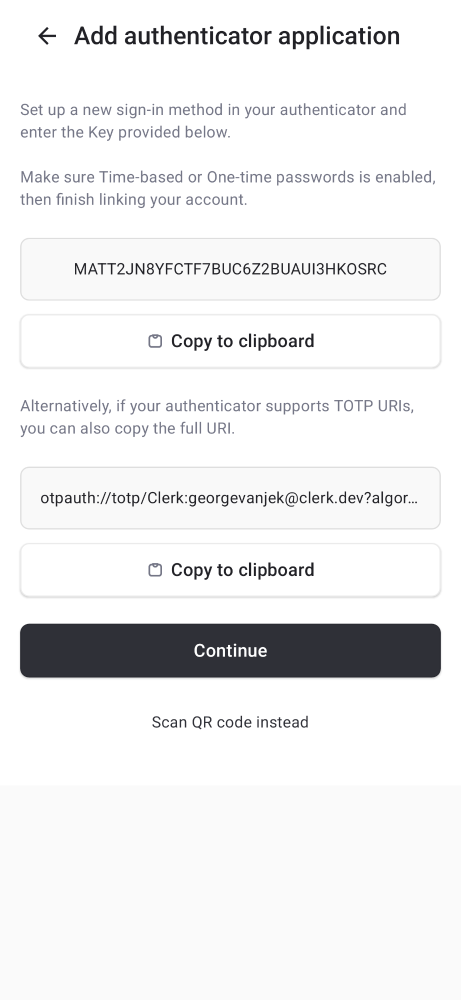 Add authenticator application
Set up a new sign-in method in your authenticator and
enter the Key provided below.
Make sure Time-based or One-time passwords is enabled,
then finish linking your account.
MATT2JN8YFCTF7BUC6Z2BUAUI3HKOSRC
Copy to clipboard
Alternatively, if your authenticator supports TOTP URIs,
you can also copy the full URI.
otpauth://totp/Clerk:georgevanjek@clerk.dev?algor...
Copy to clipboard
Continue
Scan QR code instead